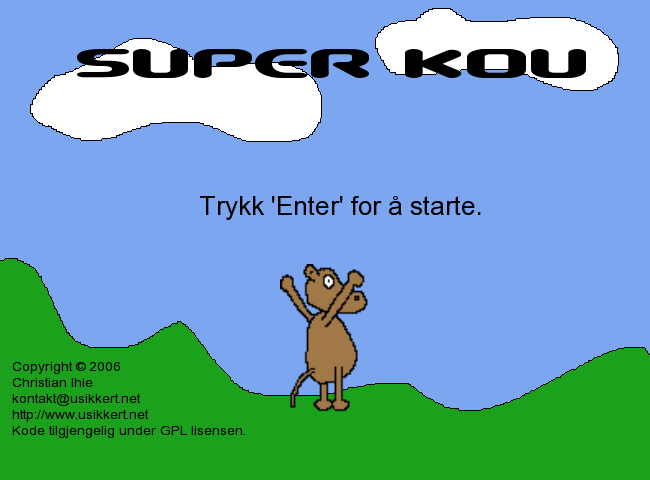 SUPER KOU
Trykk 'Enter' for å starte.
Copyright © 2006
Christian Ihle
kontakt@usikkert.net
http://www.usikkert.net
Kode tilgjengelig under GPL lisensen.